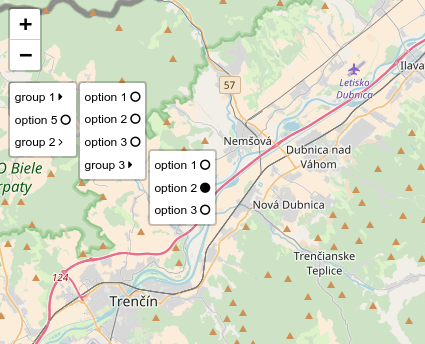 +
−
57
Letisko
Dubnica
Ilava
group 1
option 5
group 2
option 1
option 2
option 3
group 3
option 1
option 2
option 3
Nemšová
Dubnica nad
Váhom
O Biele
rpaty
Nová Dubnica
Trenčianske
Teplice
124
Trenčín